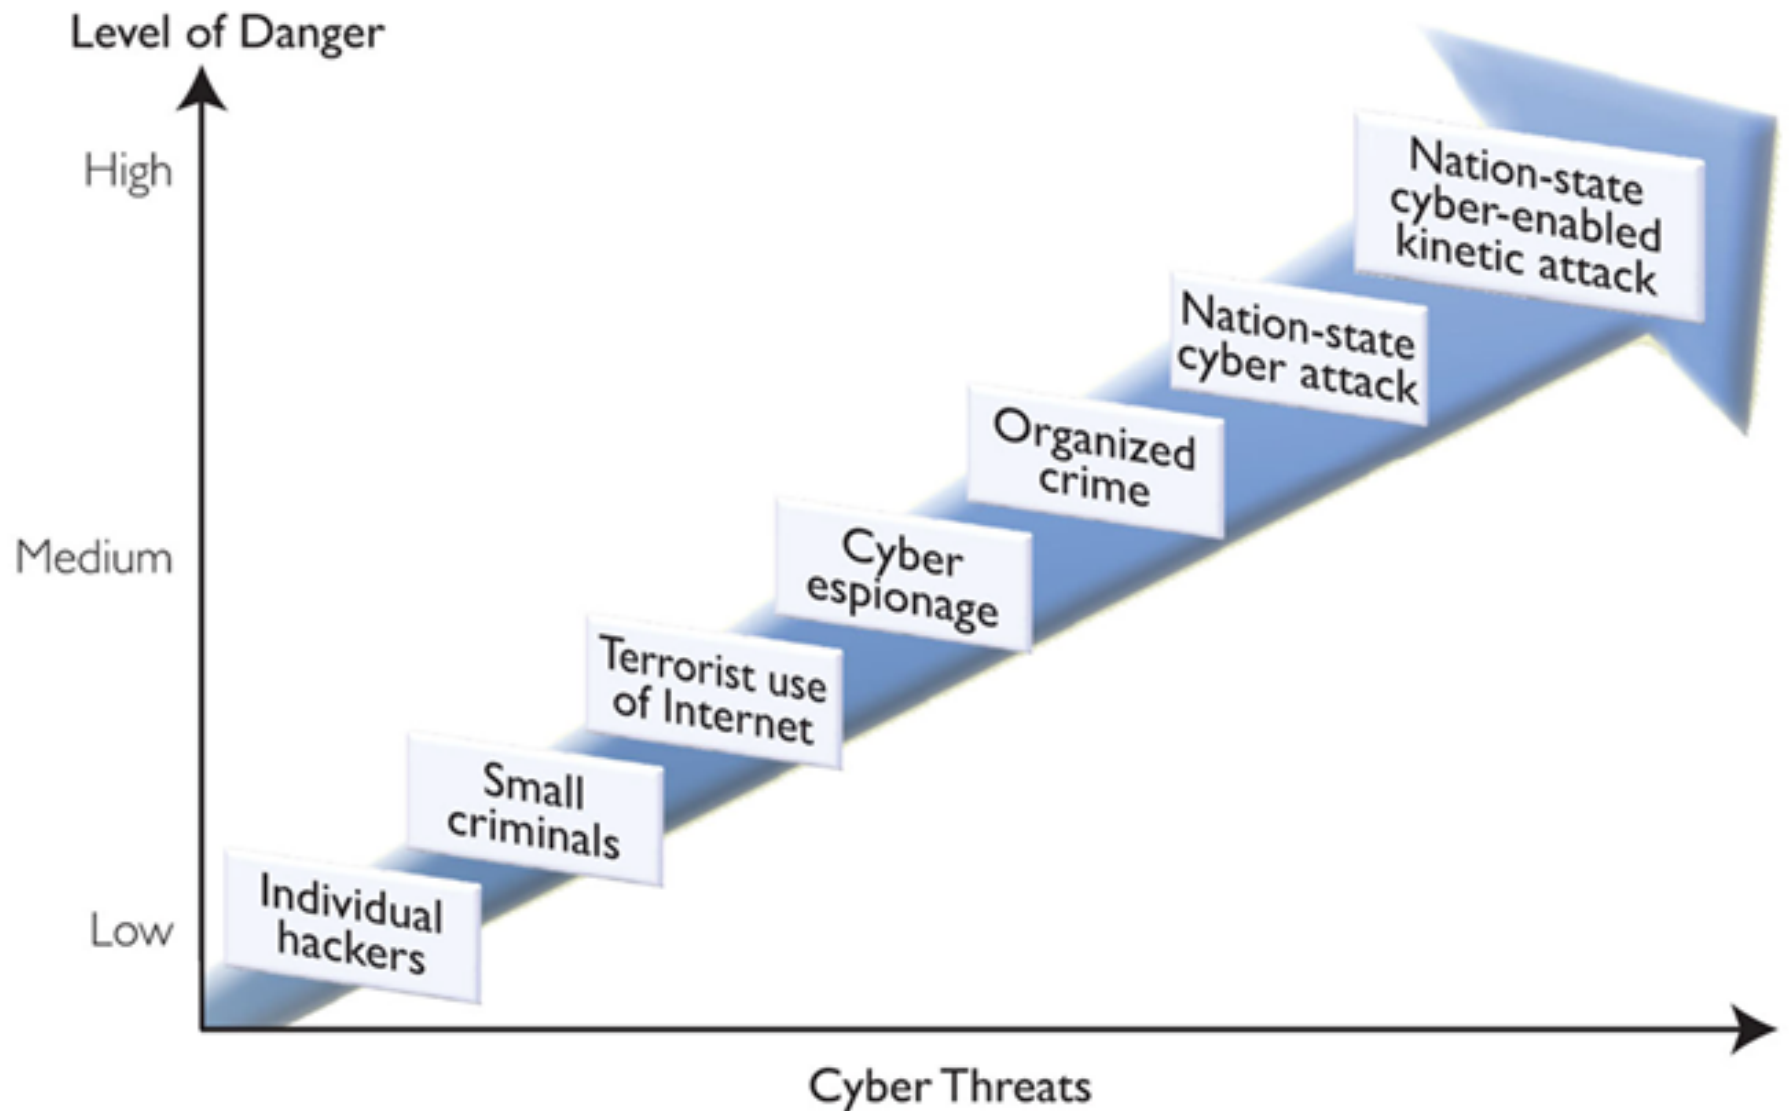 Level of Danger
High
Medium
Low
Nation-state
cyber-enabled
kinetic attack
Nation-state
cyber attack
Organized
crime
Cyber
espionage
Terrorist use
of Internet
Small
criminals
Individual
hackers
Cyber Threats